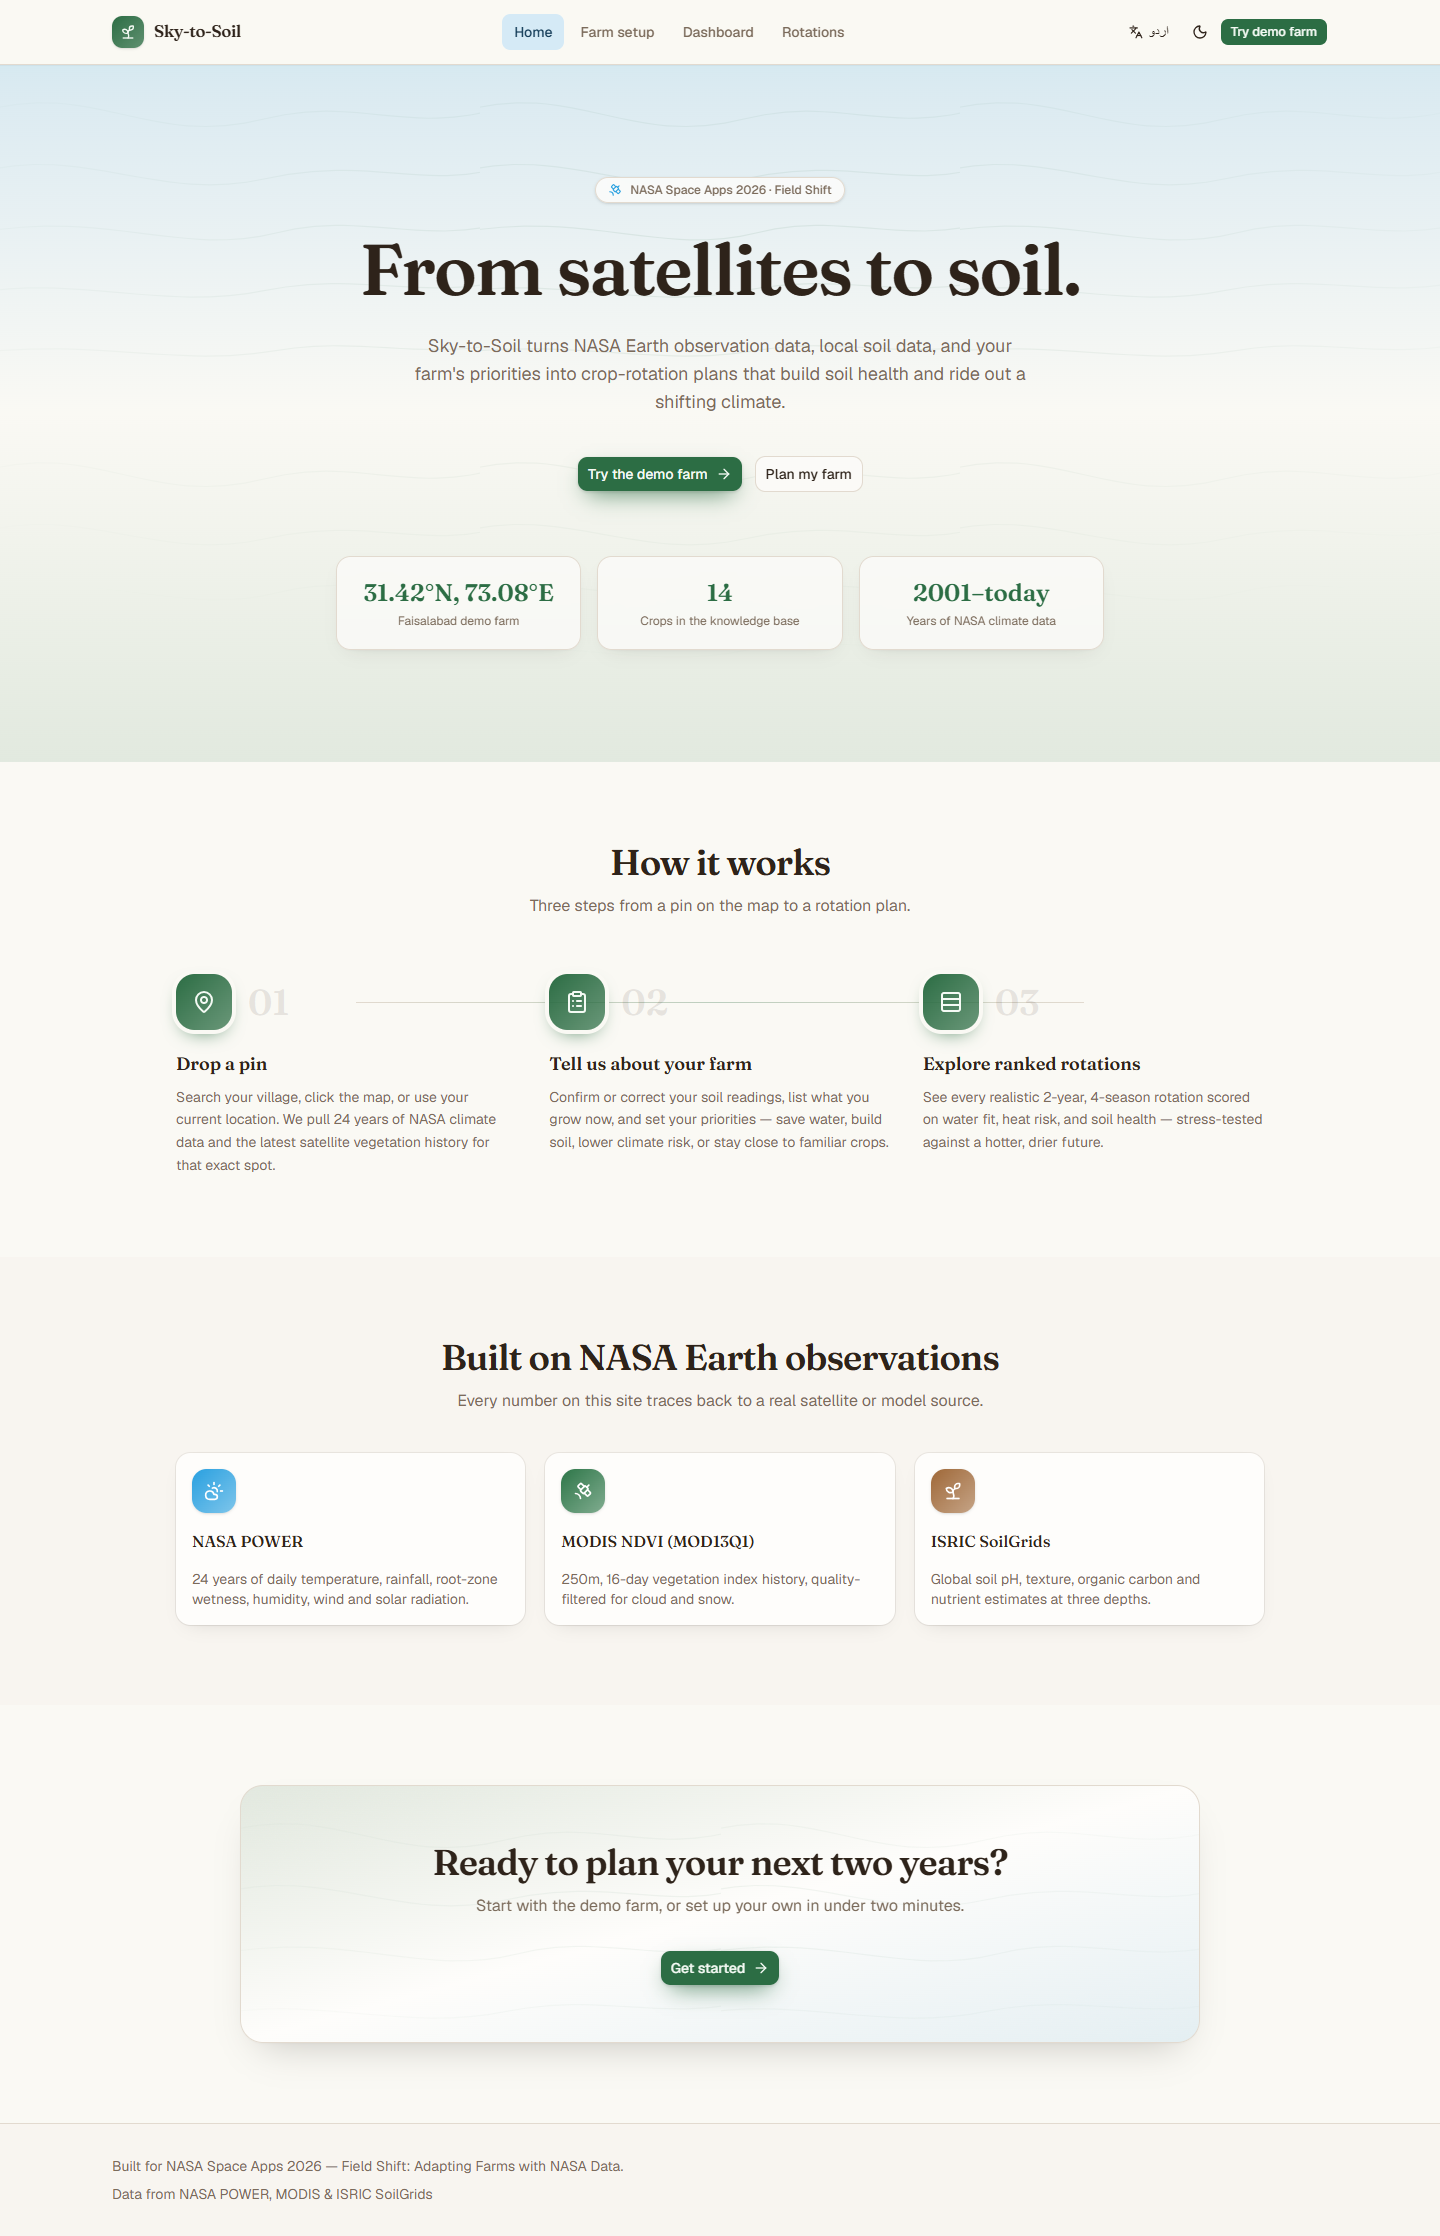 Sky-to-Soil
Home
Farm setup
Dashboard
Rotations
اردو
Try demo farm
NASA Space Apps 2026 · Field Shift
From satellites to soil.
Sky-to-Soil turns NASA Earth observation data, local soil data, and your
farm's priorities into crop-rotation plans that build soil health and ride out a
shifting climate.
Try the demo farm
Plan my farm
31.42°N, 73.08°E
Faisalabad demo farm
14
Crops in the knowledge base
2001–today
Years of NASA climate data
How it works
Three steps from a pin on the map to a rotation plan.
01
Drop a pin
Search your village, click the map, or use your
current location. We pull 24 years of NASA climate
data and the latest satellite vegetation history for
that exact spot.
02
Tell us about your farm
Confirm or correct your soil readings, list what you
grow now, and set your priorities — save water, build
soil, lower climate risk, or stay close to familiar crops.
03
Explore ranked rotations
See every realistic 2-year, 4-season rotation scored
on water fit, heat risk, and soil health — stress-tested
against a hotter, drier future.
Built on NASA Earth observations
Every number on this site traces back to a real satellite or model source.
NASA POWER
24 years of daily temperature, rainfall, root-zone
wetness, humidity, wind and solar radiation.
MODIS NDVI (MOD13Q1)
250m, 16-day vegetation index history, quality-
filtered for cloud and snow.
ISRIC SoilGrids
Global soil pH, texture, organic carbon and
nutrient estimates at three depths.
Ready to plan your next two years?
Start with the demo farm, or set up your own in under two minutes.
Get started
Built for NASA Space Apps 2026 — Field Shift: Adapting Farms with NASA Data.
Data from NASA POWER, MODIS & ISRIC SoilGrids